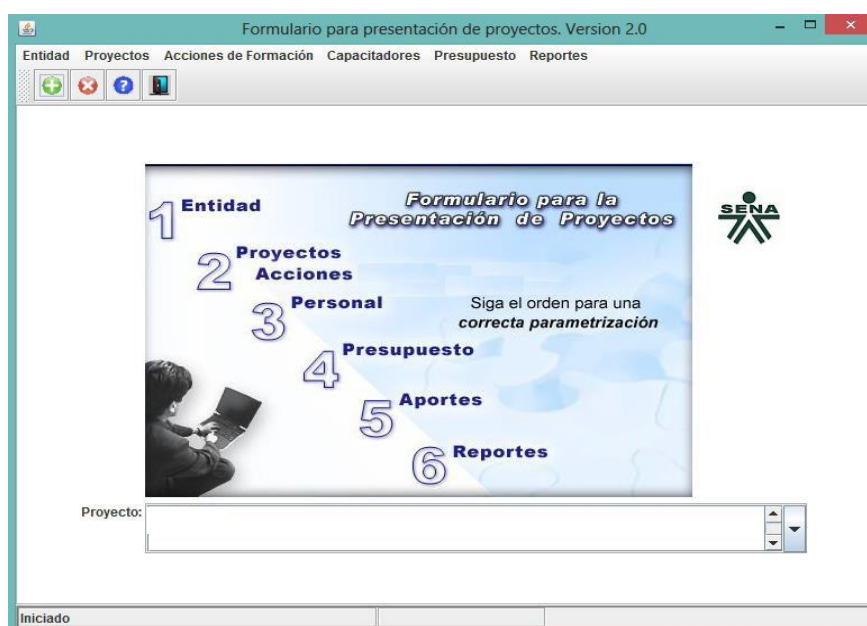 Formulario para presentación de proyectos. Version 2.0
Entidad Proyectos Acciones de Formación Capacitadores Presupuesto Reportes
Formulario para la
Presentación de Proyectos
SENA
1 Entidad
2 Proyectos
Acciones
3 Personal
Siga el orden para una
correcta parametrización
4 Presupuesto
5 Aportes
6 Reportes
Proyecto:
Iniciado